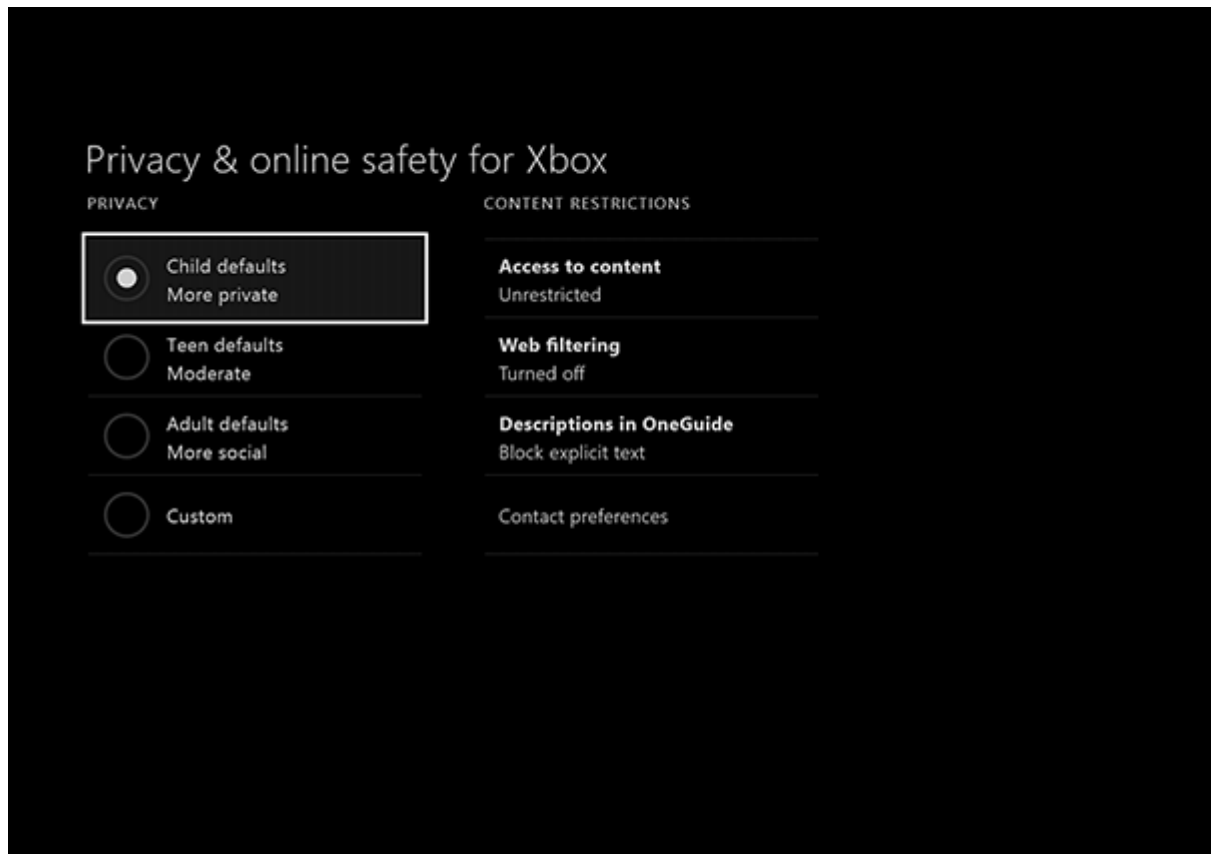 Privacy & online safety for Xbox
PRIVACY
Child defaults
More private
Teen defaults
Moderate
Adult defaults
More social
Custom
CONTENT RESTRICTIONS
Access to content
Unrestricted
Web filtering
Turned off
Descriptions in OneGuide
Block explicit text
Contact preferences